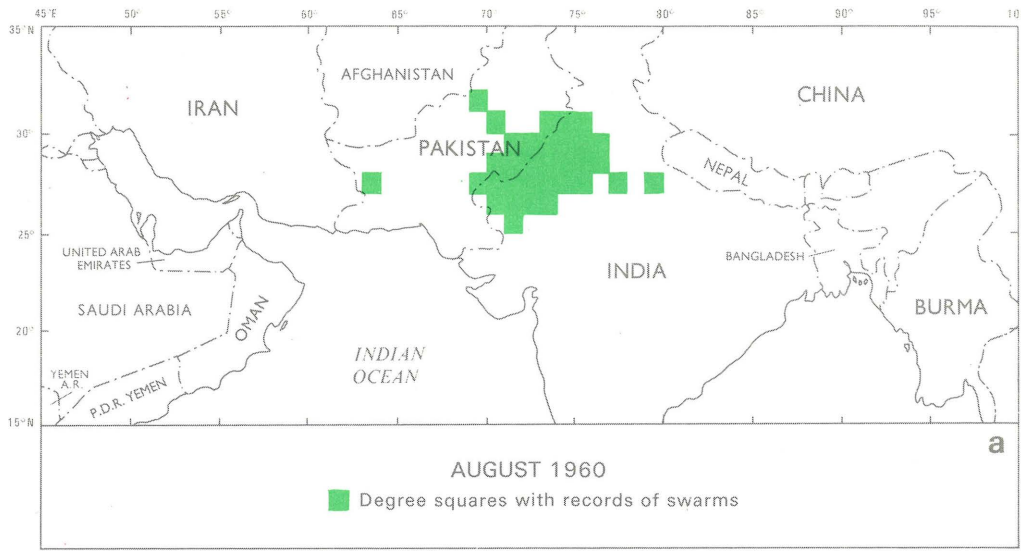 45°E 50° 55° 60° 65° 70° 75° 80° 85° 90° 95° 10
35°N
AFGHANISTAN
IRAN
CHINA
30°
PAKISTAN
NEPAL
25°
UNITED ARAB
EMIRATES
BANGLADESH
INDIA
SAUDI ARABIA
OMAN
BURMA
20°
INDIAN
OCEAN
YEMEN
A.R.
P.D.R. YEMEN
15°N
a
AUGUST 1960
Degree squares with records of swarms